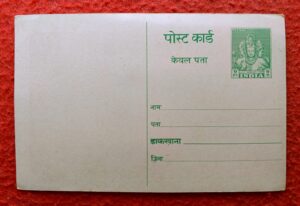 पोस्ट कार्ड
केवल पता
INDIA
नाम
पता
डाकखाना
ज़िला